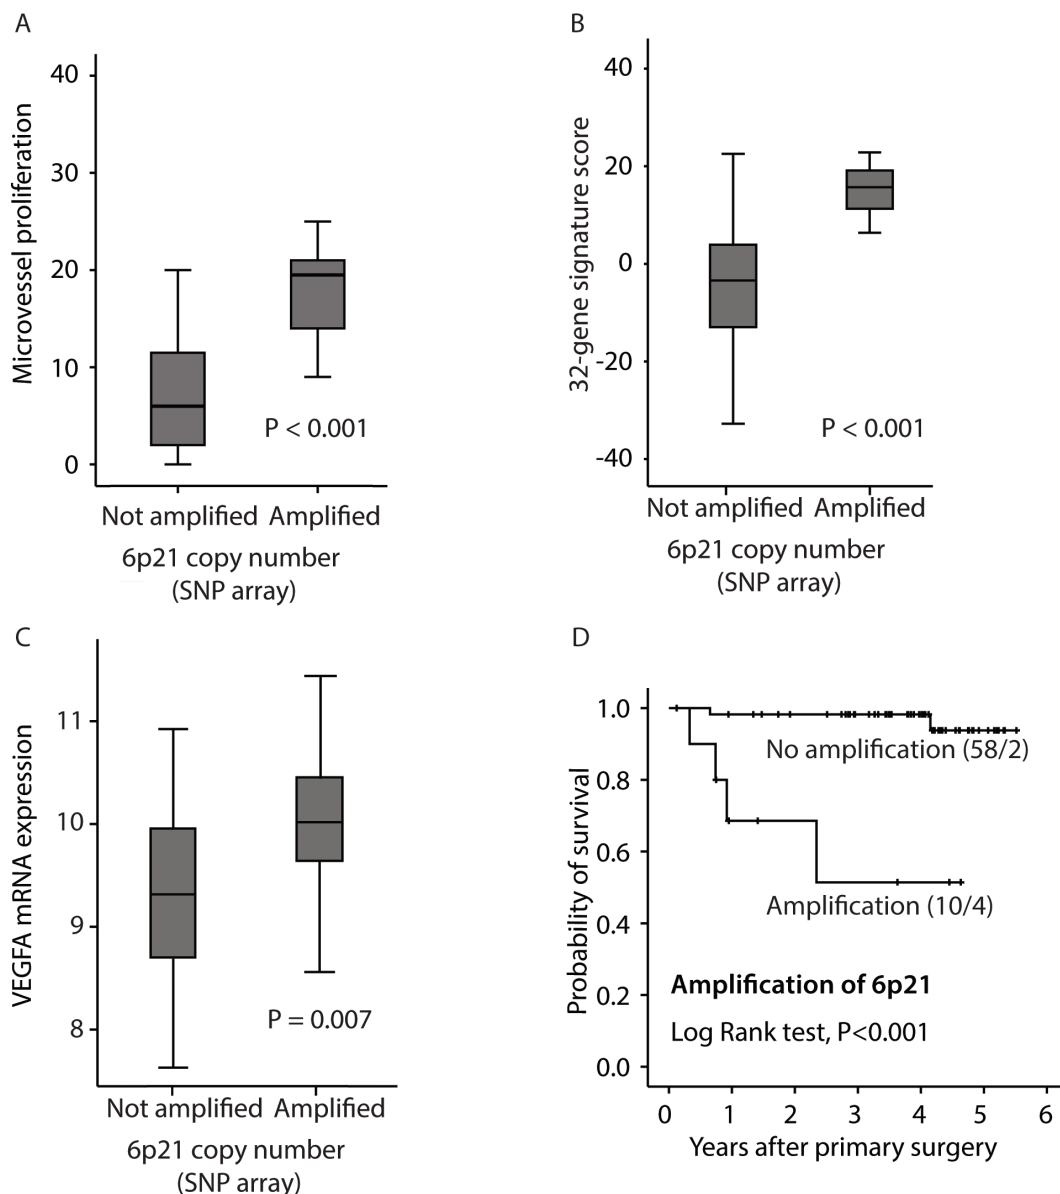 A
Microvessel proliferation
40
30
20
10
0
P < 0.001
Not amplified Amplified
6p21 copy number
(SNP array)
B
32-gene signature score
40
20
0
-20
-40
P < 0.001
Not amplified Amplified
6p21 copy number
(SNP array)
C
VEGFA mRNA expression
11
10
9
8
P = 0.007
Not amplified Amplified
6p21 copy number
(SNP array)
D
Probability of survival
1.0
0.8
0.6
0.4
0.2
0.0
No amplification (58/2)
Amplification (10/4)
Amplification of 6p21
Log Rank test, P<0.001
0 1 2 3 4 5 6
Years after primary surgery